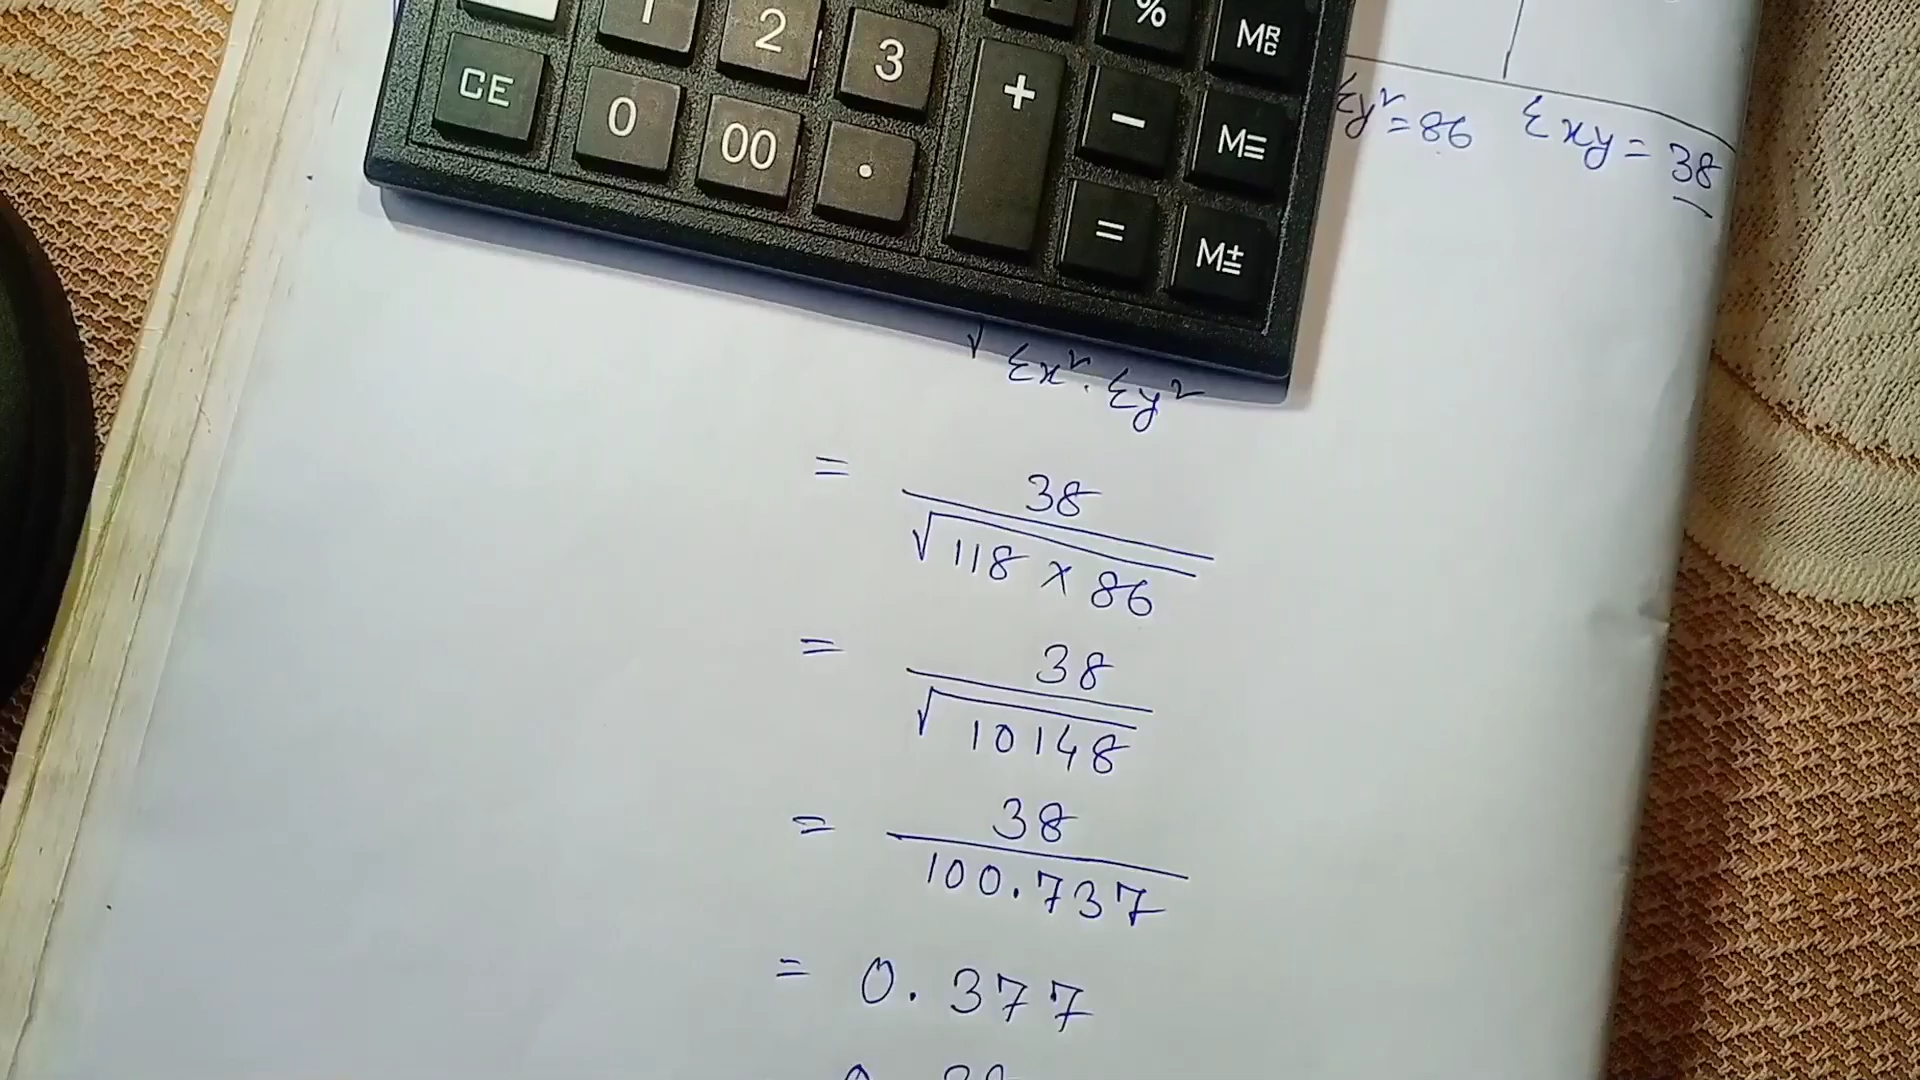 1 2 3 % MRC
CE 0 00 . + - M=
= M±
Σy²=86 Σxy = 38
√Σx². Σy²
= 38
√118 × 86
= 38
√10148
= 38
100.737
= 0.377